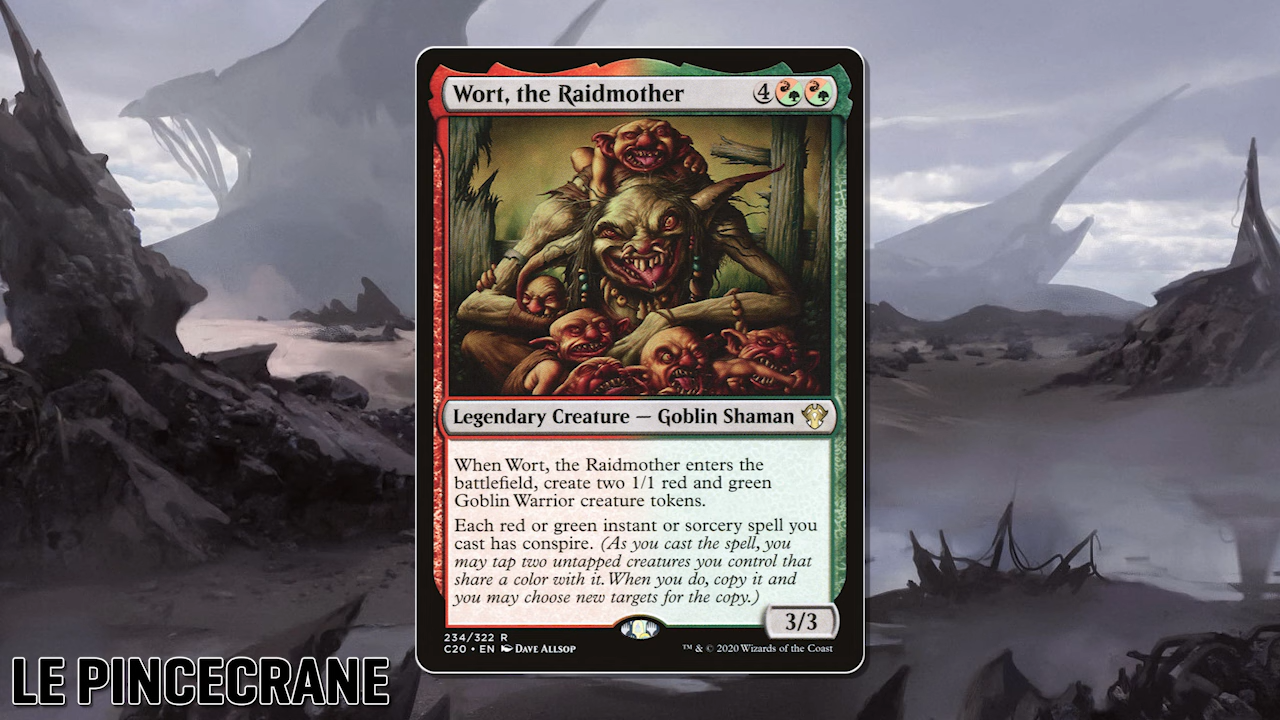 Wort, the Raidmother 4
Legendary Creature — Goblin Shaman
When Wort, the Raidmother enters the
battlefield, create two 1/1 red and green
Goblin Warrior creature tokens.
Each red or green instant or sorcery spell you
cast has conspire. (As you cast the spell, you
may tap two untapped creatures you control that
share a color with it. When you do, copy it and
you may choose new targets for the copy.)
3/3
234/322 R
C20 • EN DAVE ALLSOP
™ & © 2020 Wizards of the Coast
LE PINCECRANE